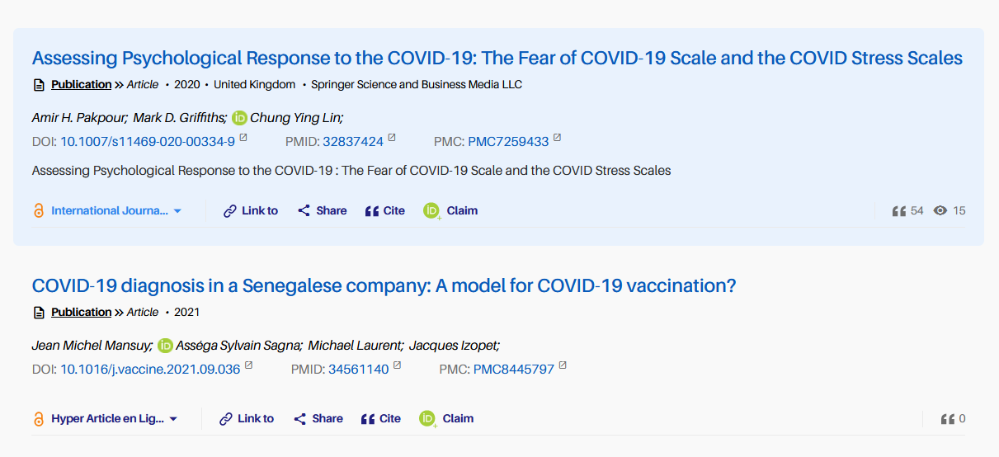 Assessing Psychological Response to the COVID-19: The Fear of COVID-19 Scale and the COVID Stress Scales
Publication » Article • 2020 • United Kingdom • Springer Science and Business Media LLC
Amir H. Pakpour; Mark D. Griffiths; iD Chung Ying Lin;
DOI: 10.1007/s11469-020-00334-9 PMID: 32837424 PMC: PMC7259433
Assessing Psychological Response to the COVID-19 : The Fear of COVID-19 Scale and the COVID Stress Scales
International Journa... Link to Share Cite iD Claim 54 15
COVID-19 diagnosis in a Senegalese company: A model for COVID-19 vaccination?
Publication » Article • 2021
Jean Michel Mansuy; iD Asséga Sylvain Sagna; Michael Laurent; Jacques Izopet;
DOI: 10.1016/j.vaccine.2021.09.036 PMID: 34561140 PMC: PMC8445797
Hyper Article en Lig... Link to Share Cite iD Claim 0